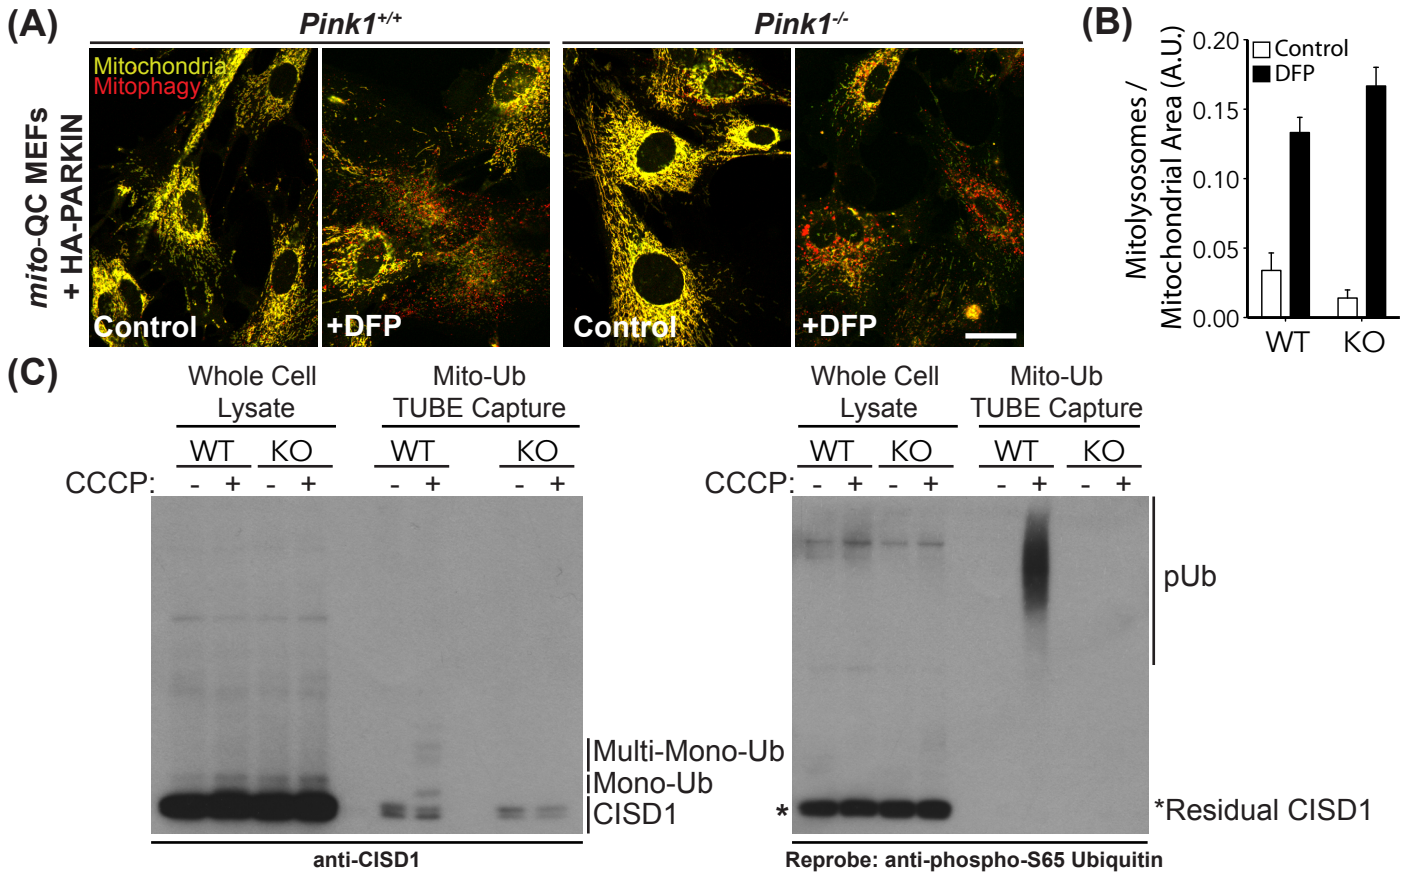 (A)
Pink1+/+
Pink1-/-
mito-QC MEFs
+ HA-PARKIN
Mitochondria
Mitophagy
Control
+DFP
Control
+DFP
(B)
Mitolysosomes /
Mitochondrial Area (A.U.)
0.20
0.15
0.10
0.05
0.00
Control
DFP
WT KO
(C)
Whole Cell
Lysate
Mito-Ub
TUBE Capture
WT KO WT KO
CCCP: - + - + - + - +
Multi-Mono-Ub
Mono-Ub
CISD1
anti-CISD1
Whole Cell
Lysate
Mito-Ub
TUBE Capture
WT KO WT KO
CCCP: - + - + - + - +
pUb
*
*Residual CISD1
Reprobe: anti-phospho-S65 Ubiquitin